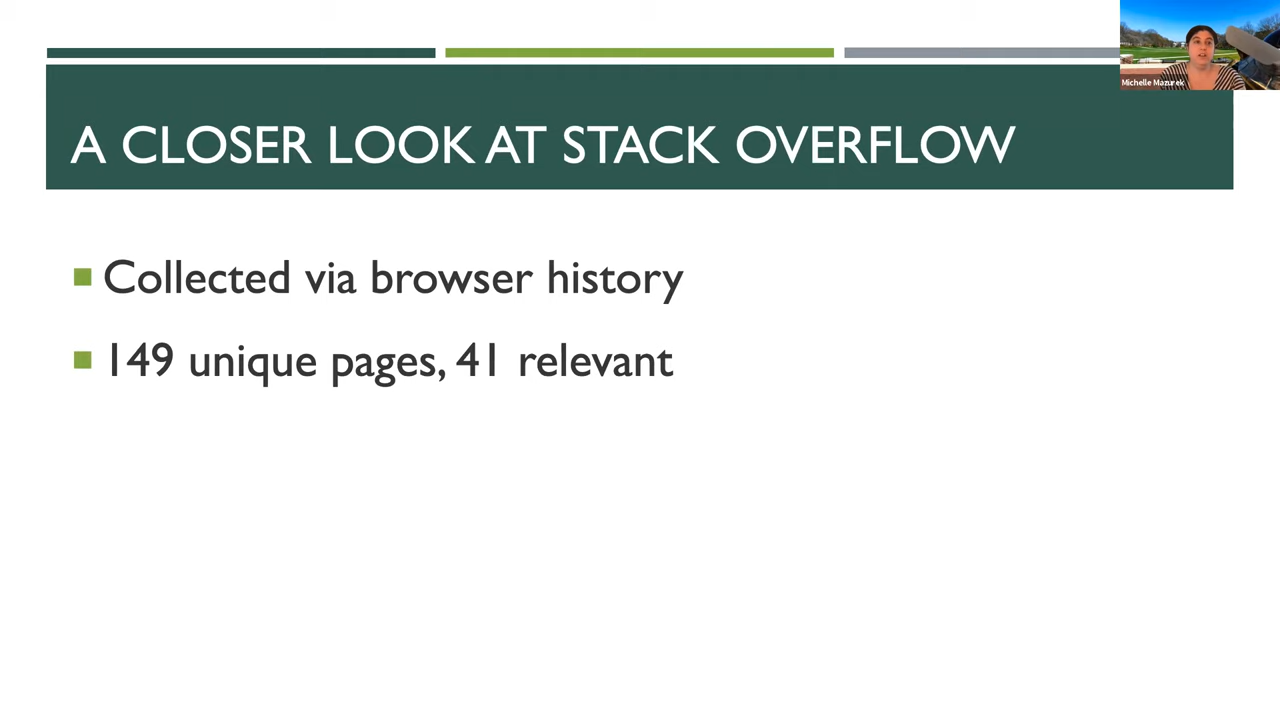 Michelle Mazurek
A CLOSER LOOK AT STACK OVERFLOW
Collected via browser history
149 unique pages, 41 relevant